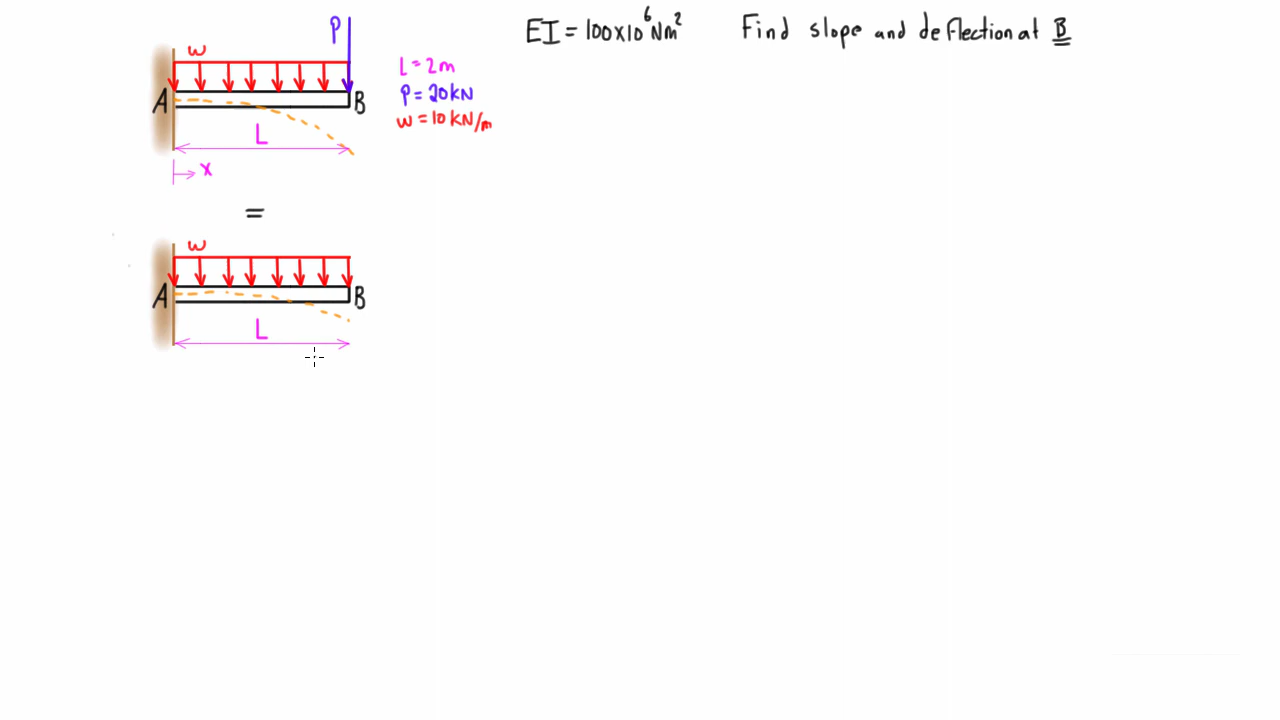 EI = 100x10⁶ Nm² Find slope and deflection at B
P
w
L = 2m
P = 20kN
w = 10 kN/m
A B
L
x
=
w
A B
L